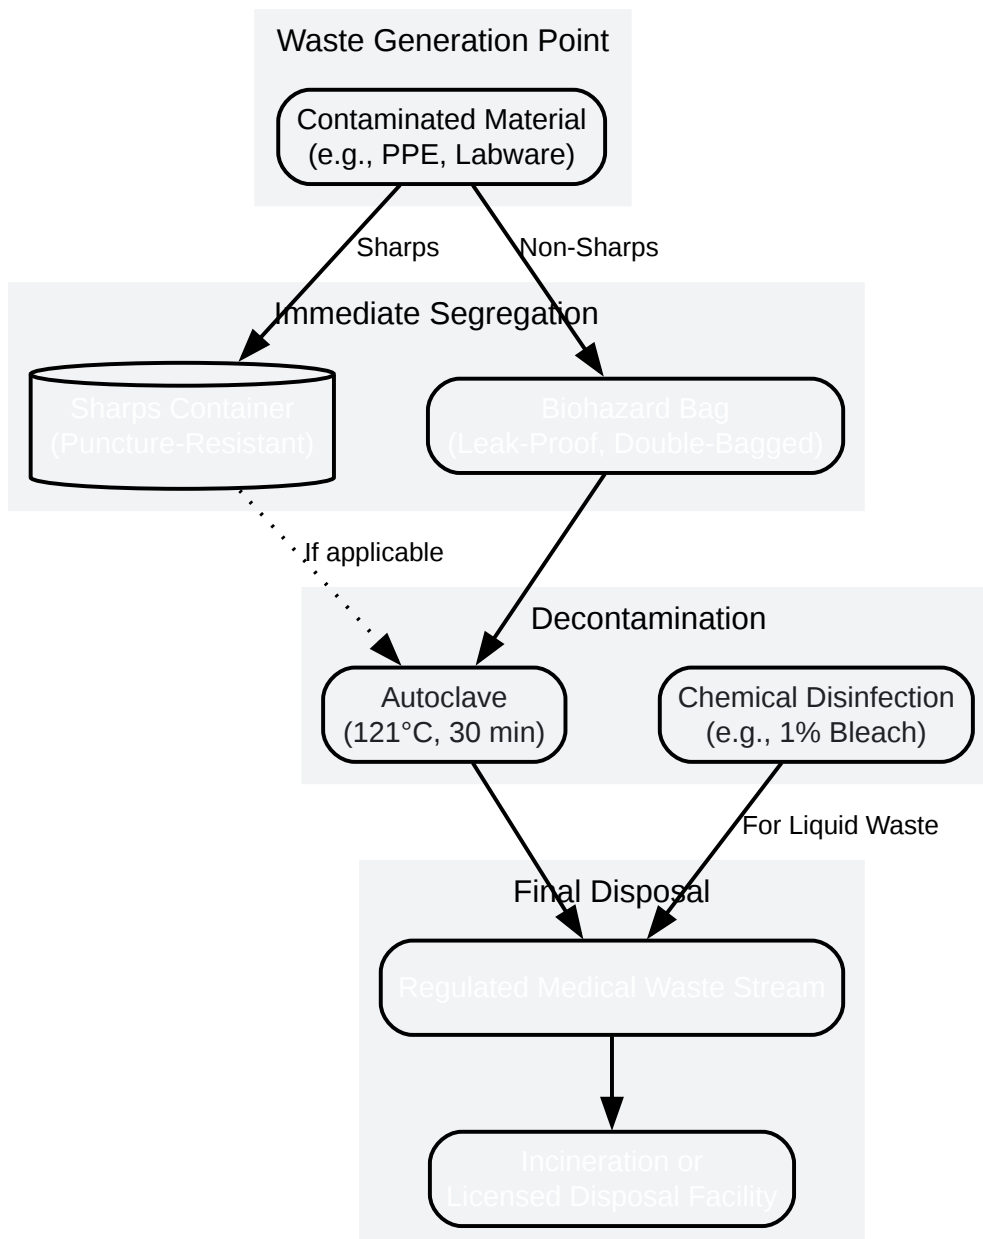 Waste Generation Point
Contaminated Material
(e.g., PPE, Labware)
Sharps
Non-Sharps
Immediate Segregation
Sharps Container
(Puncture-Resistant)
Biohazard Bag
(Leak-Proof, Double-Bagged)
If applicable
Decontamination
Autoclave
(121°C, 30 min)
Chemical Disinfection
(e.g., 1% Bleach)
For Liquid Waste
Final Disposal
Regulated Medical Waste Stream
Incineration or
Licensed Disposal Facility